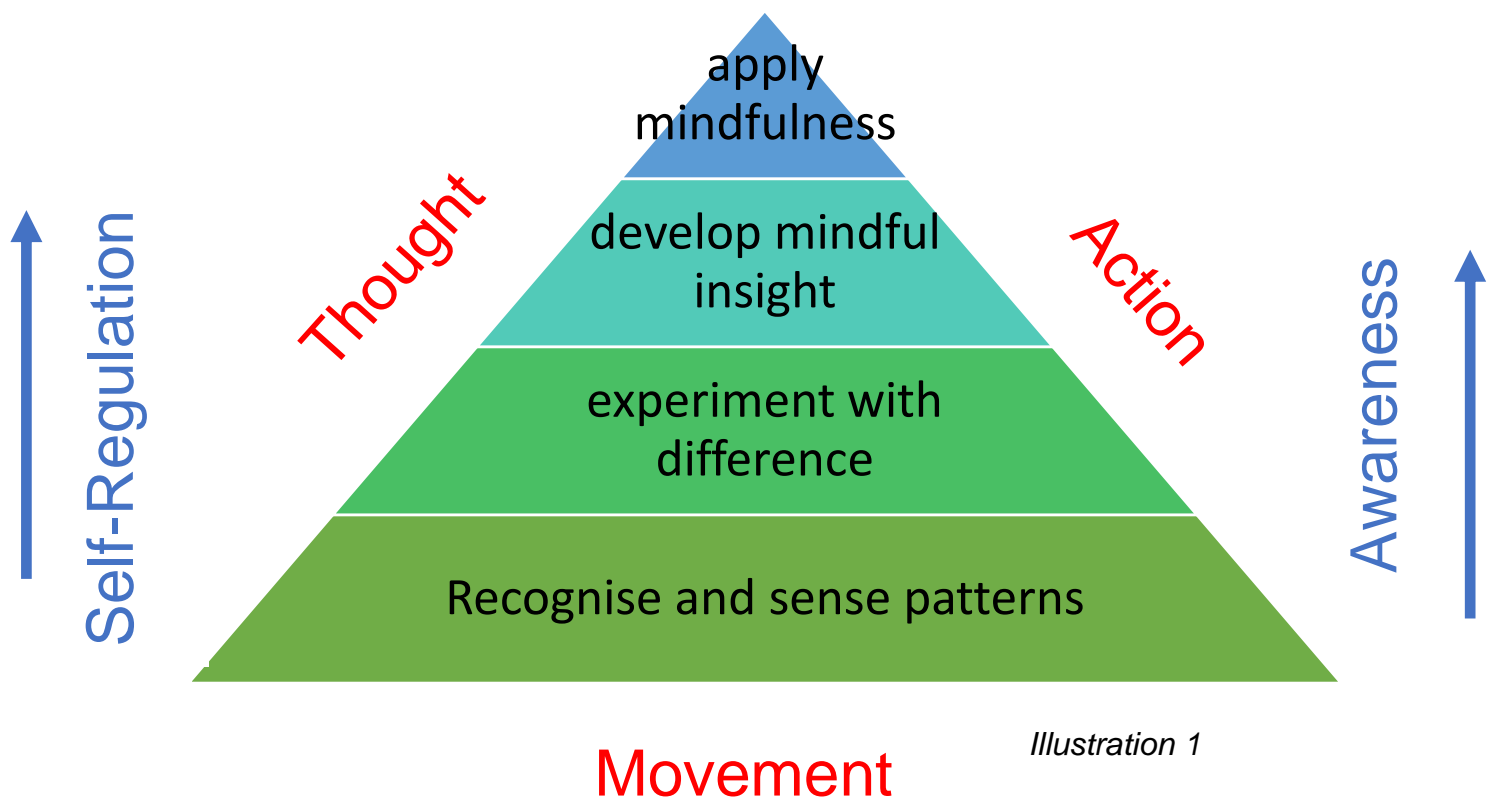 apply
mindfulness
Thought
develop mindful
insight
Action
Self-Regulation
Awareness
experiment with
difference
Recognise and sense patterns
Illustration 1
Movement